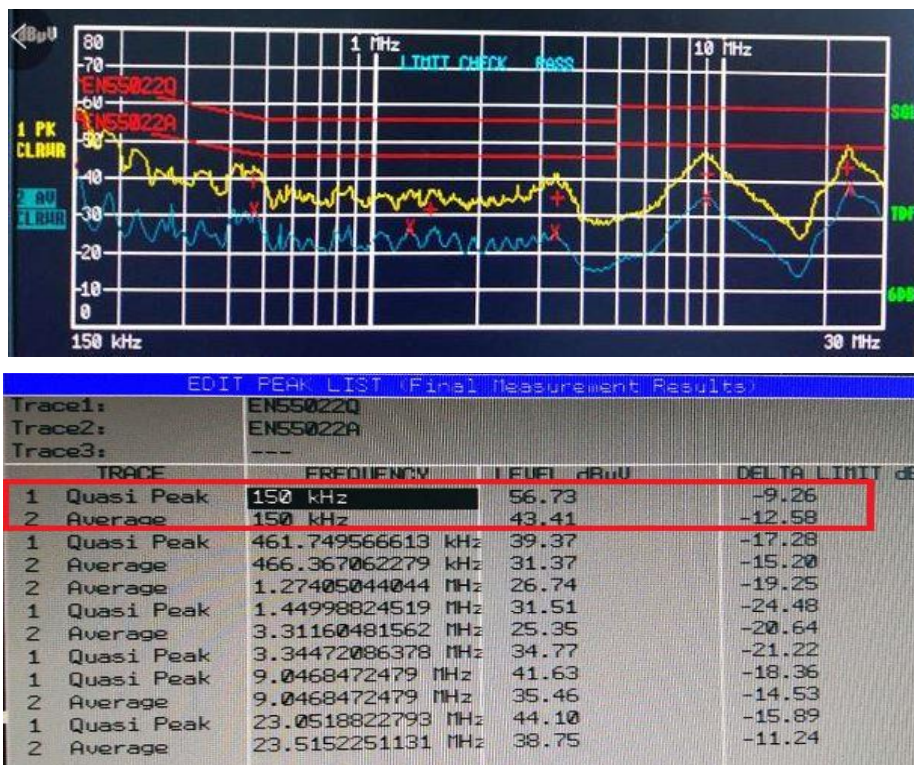 dBµV
80
1 MHz
10 MHz
-70
LIMIT CHECK PASS
EN55022Q
-60
1 PK
CLRWR
EN55022A
-50
-40
2 AV
CLRWR
-30
TDF
-20
-10
6DB
0
150 kHz
30 MHz
EDIT PEAK LIST (Final Measurement Results)
Trace1: EN55022Q
Trace2: EN55022A
Trace3: ---
TRACE FREQUENCY LEVEL dBµV DELTA LIMIT dB
1 Quasi Peak 150 kHz 56.73 -9.26
2 Average 150 kHz 43.41 -12.58
1 Quasi Peak 461.749566613 kHz 39.37 -17.28
2 Average 466.367062279 kHz 31.37 -15.20
2 Average 1.27405044044 MHz 26.74 -19.25
1 Quasi Peak 1.44998824519 MHz 31.51 -24.48
2 Average 3.31160481562 MHz 25.35 -20.64
1 Quasi Peak 3.34472086378 MHz 34.77 -21.22
1 Quasi Peak 9.0468472479 MHz 41.63 -18.36
2 Average 9.0468472479 MHz 35.46 -14.53
1 Quasi Peak 23.0518822793 MHz 44.10 -15.89
2 Average 23.5152251131 MHz 38.75 -11.24